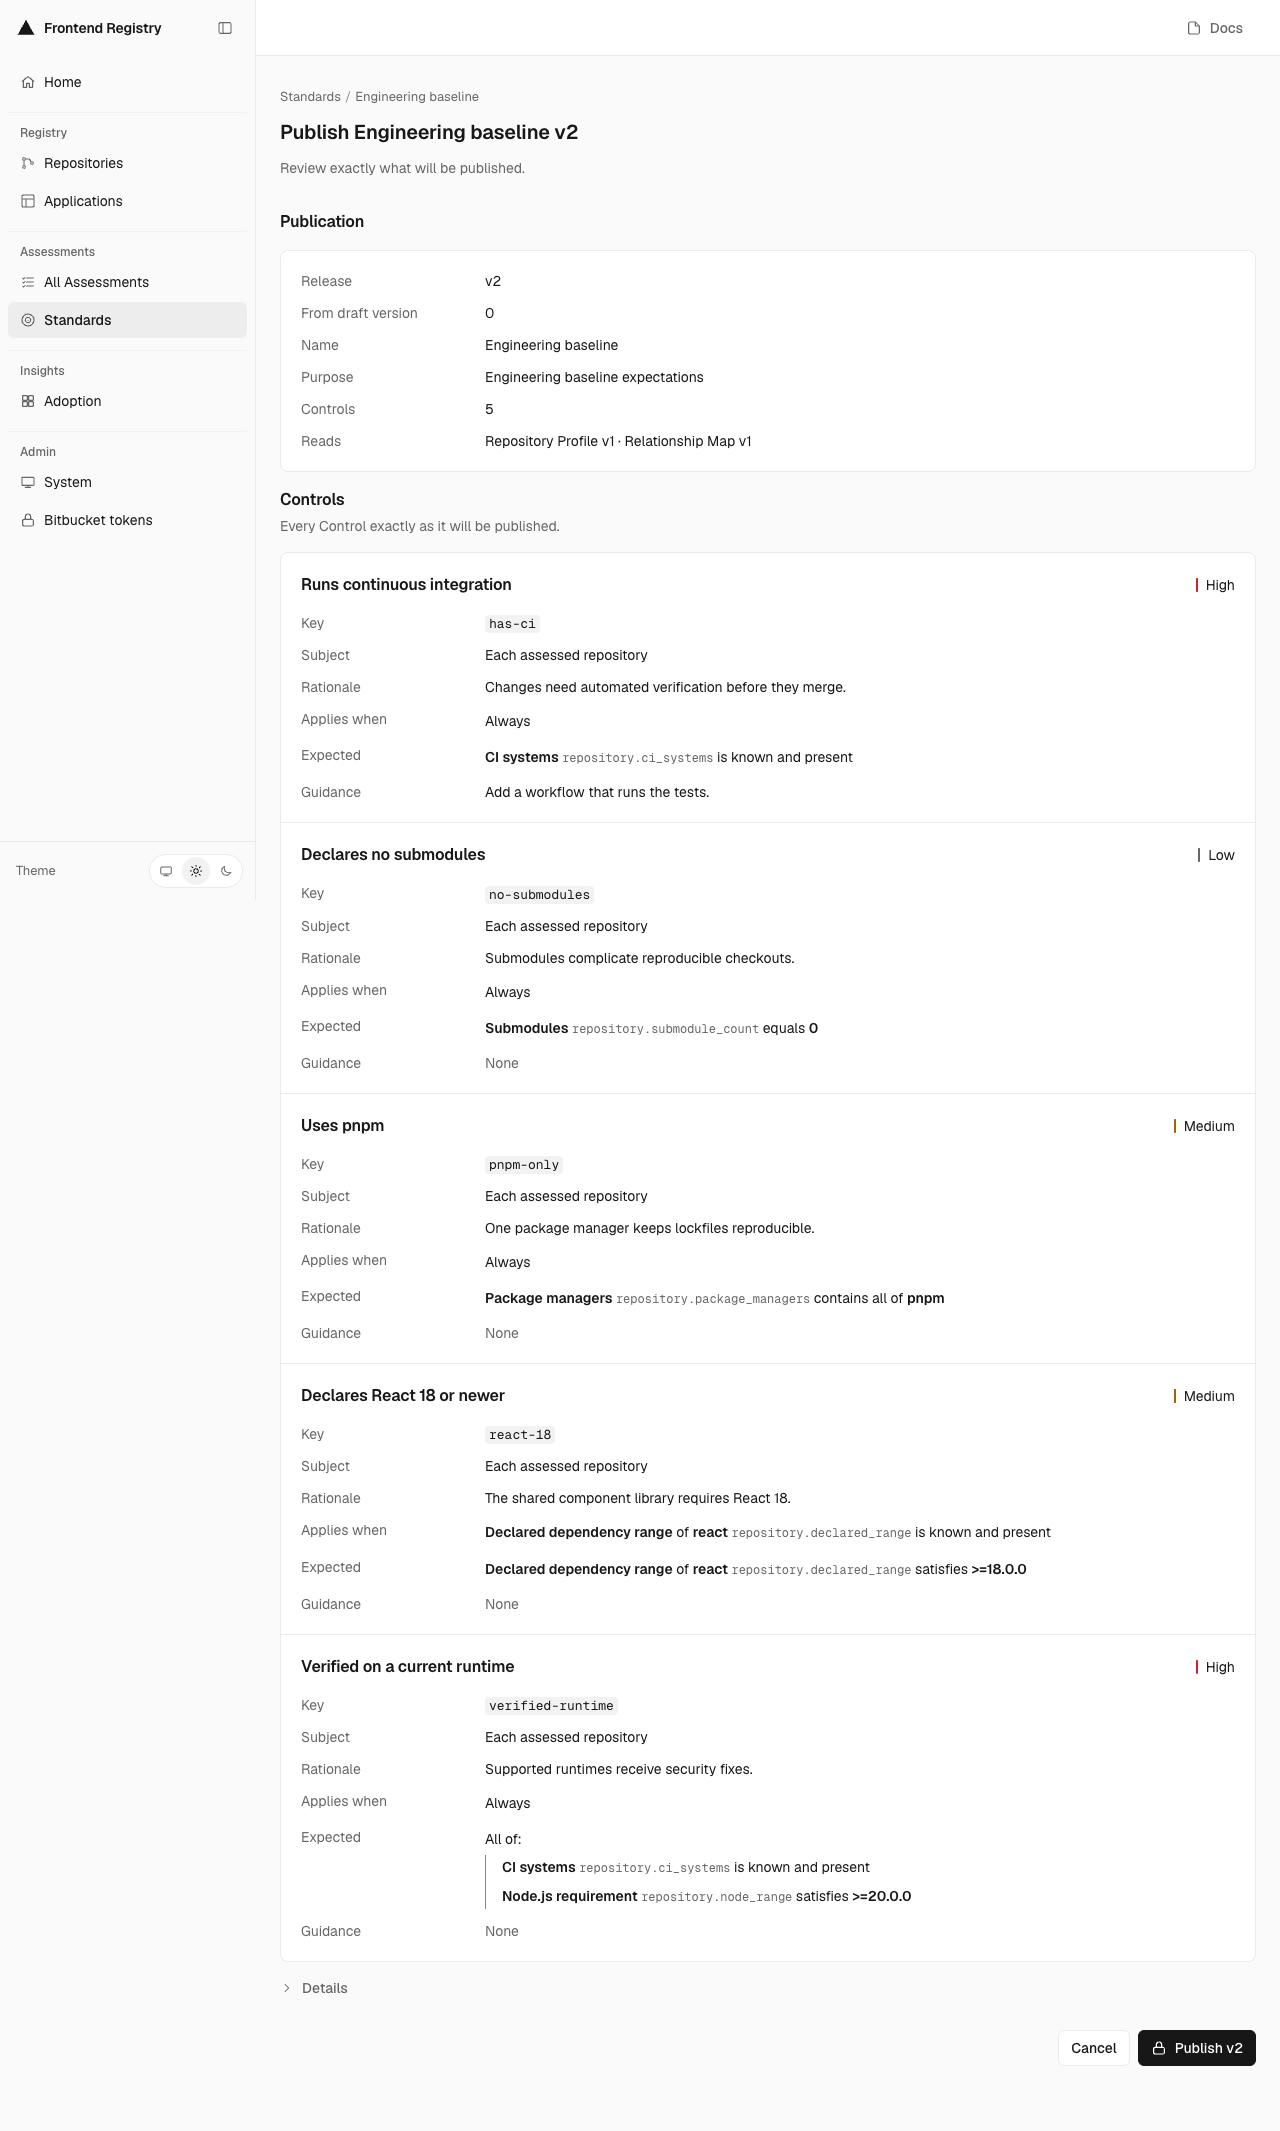 Frontend Registry
Docs
Home
Registry
Repositories
Applications
Assessments
All Assessments
Standards
Insights
Adoption
Admin
System
Bitbucket tokens
Theme
Standards / Engineering baseline
Publish Engineering baseline v2
Review exactly what will be published.
Publication
Release v2
From draft version 0
Name Engineering baseline
Purpose Engineering baseline expectations
Controls 5
Reads Repository Profile v1 · Relationship Map v1
Controls
Every Control exactly as it will be published.
Runs continuous integration High
Key has-ci
Subject Each assessed repository
Rationale Changes need automated verification before they merge.
Applies when Always
Expected CI systems repository.ci_systems is known and present
Guidance Add a workflow that runs the tests.
Declares no submodules Low
Key no-submodules
Subject Each assessed repository
Rationale Submodules complicate reproducible checkouts.
Applies when Always
Expected Submodules repository.submodule_count equals 0
Guidance None
Uses pnpm Medium
Key pnpm-only
Subject Each assessed repository
Rationale One package manager keeps lockfiles reproducible.
Applies when Always
Expected Package managers repository.package_managers contains all of pnpm
Guidance None
Declares React 18 or newer Medium
Key react-18
Subject Each assessed repository
Rationale The shared component library requires React 18.
Applies when Declared dependency range of react repository.declared_range is known and present
Expected Declared dependency range of react repository.declared_range satisfies >=18.0.0
Guidance None
Verified on a current runtime High
Key verified-runtime
Subject Each assessed repository
Rationale Supported runtimes receive security fixes.
Applies when Always
Expected All of:
CI systems repository.ci_systems is known and present
Node.js requirement repository.node_range satisfies >=20.0.0
Guidance None
Details
Cancel
Publish v2